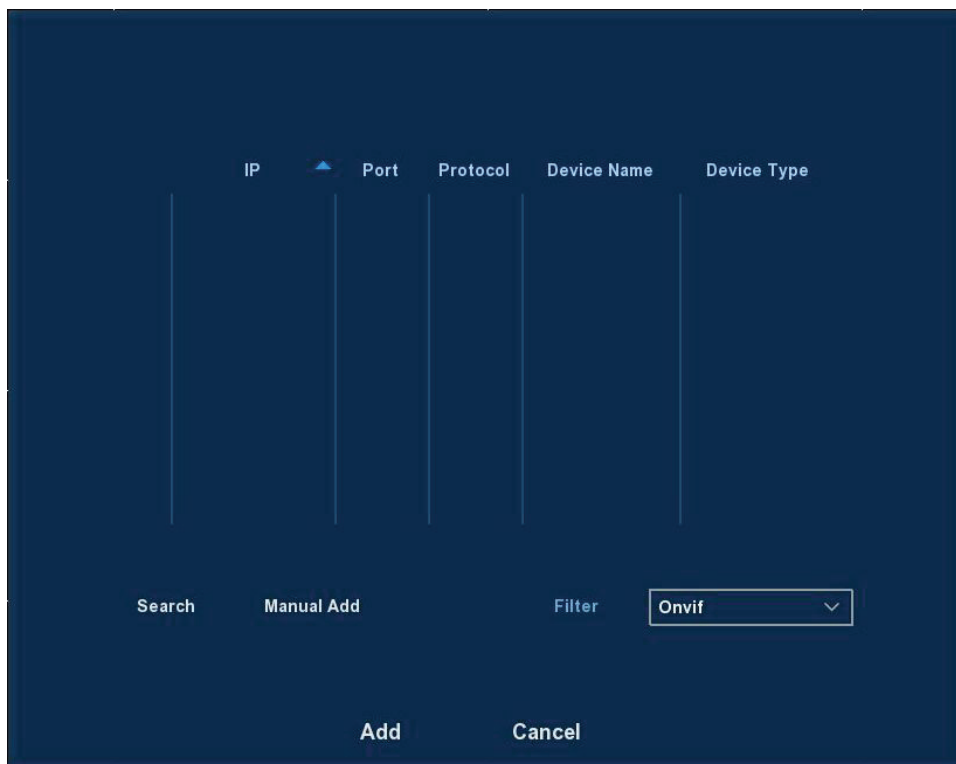 IP Port Protocol Device Name Device Type
Search Manual Add Filter Onvif
Add Cancel